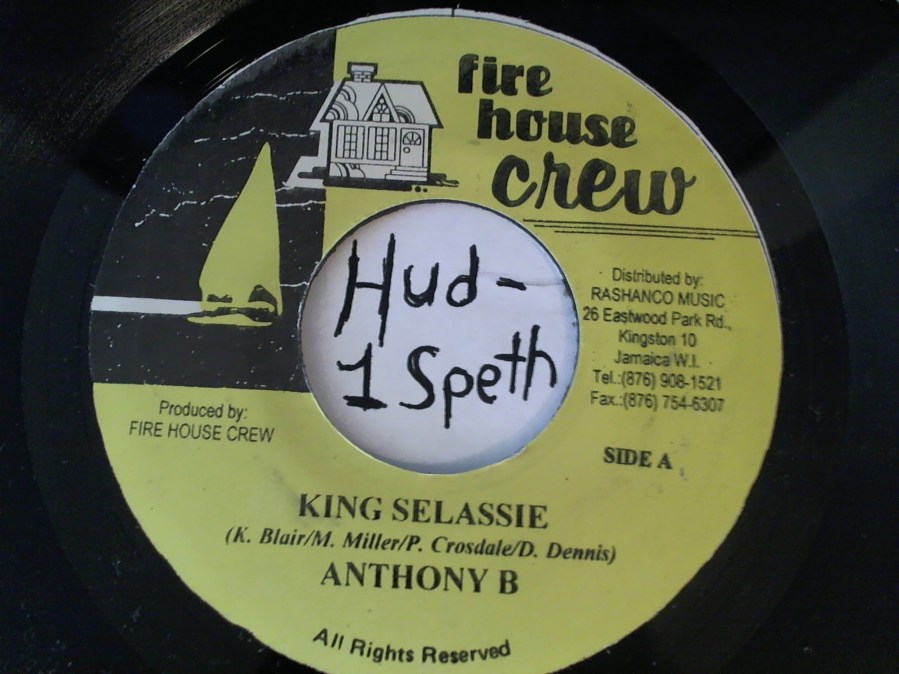 fire
house
crew
Distributed by:
RASHANCO MUSIC
26 Eastwood Park Rd.,
Kingston 10
Jamaica W.I.
Tel.:(876) 908-1521
Fax.:(876) 754-6307
SIDE A
Hud-
1 Speth
Produced by:
FIRE HOUSE CREW
KING SELASSIE
(K. Blair/M. Miller/P. Crosdale/D. Dennis)
ANTHONY B
All Rights Reserved